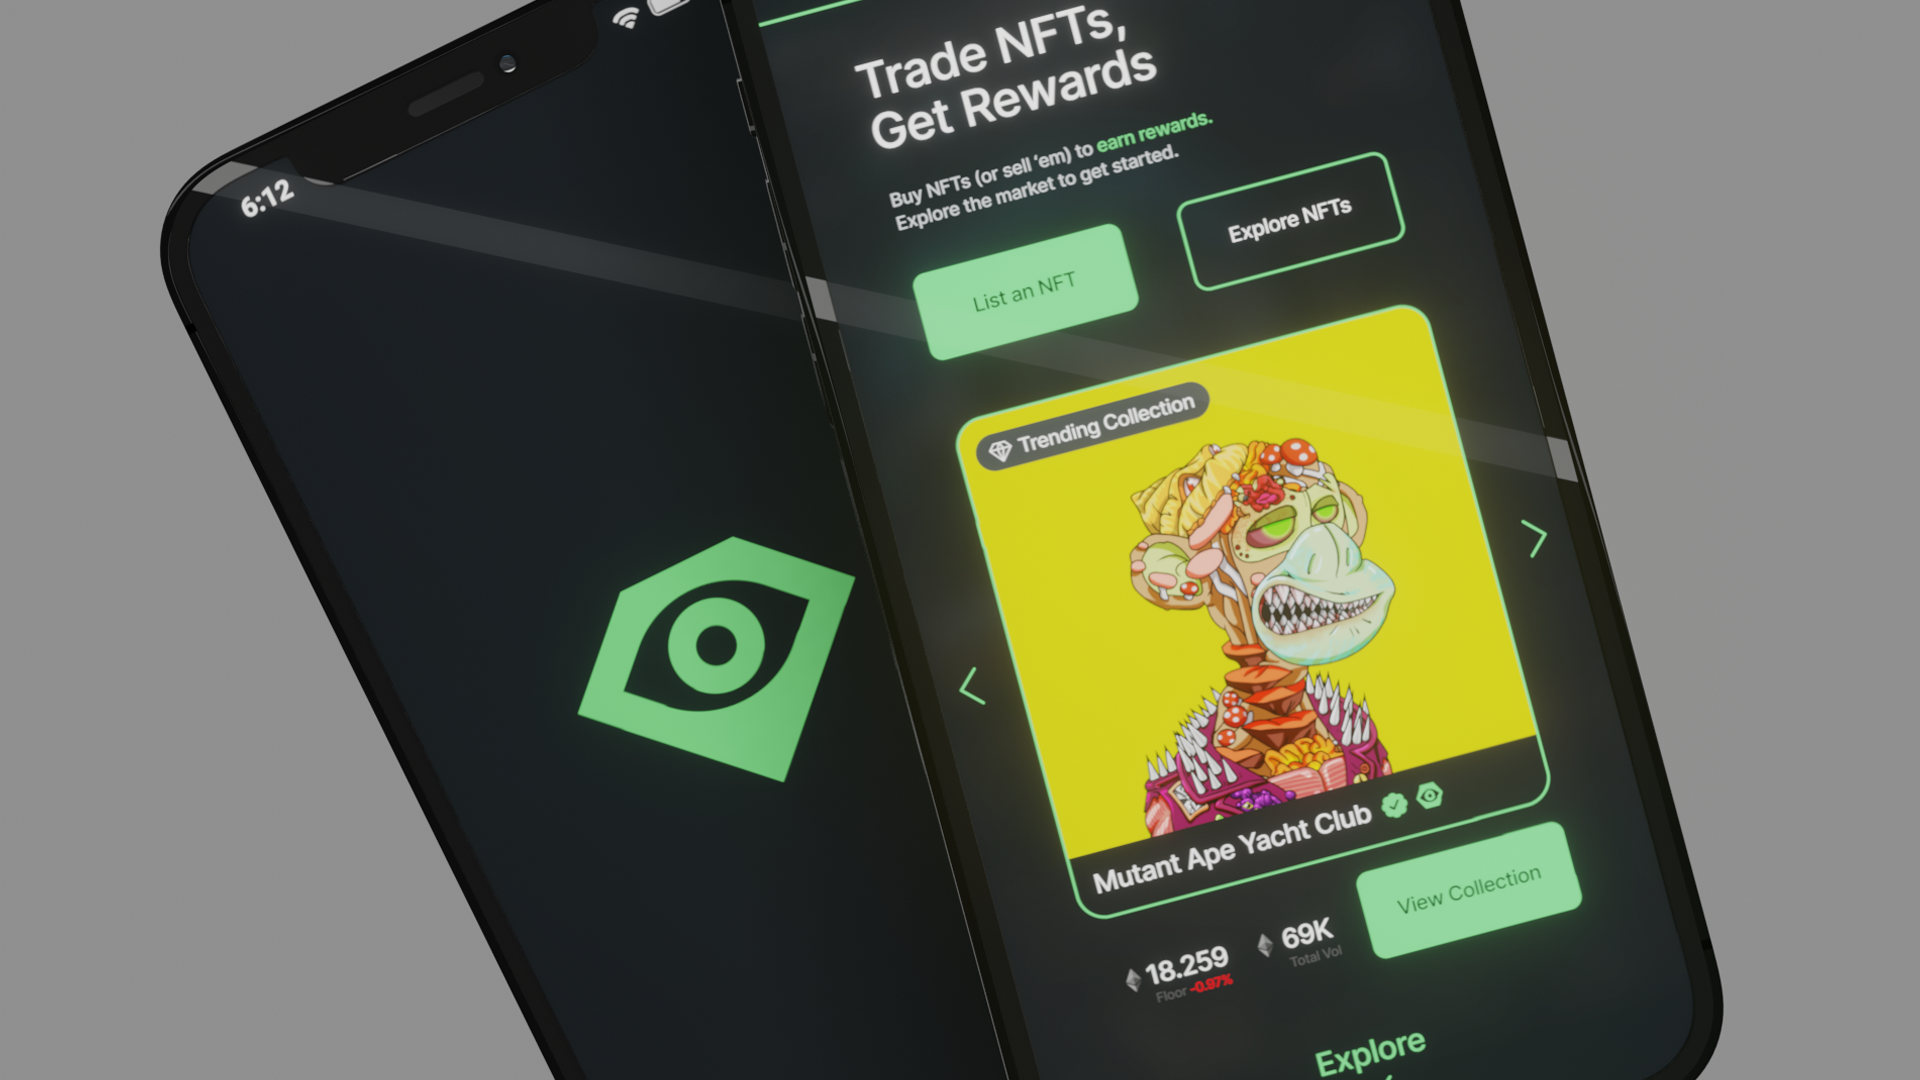 6:12
Trade NFTs,
Get Rewards
Buy NFTs (or sell ‘em) to earn rewards.
Explore the market to get started.
List an NFT
Explore NFTs
Trending Collection
Mutant Ape Yacht Club
18.259
Floor -0.97%
69K
Total Vol
View Collection
Explore